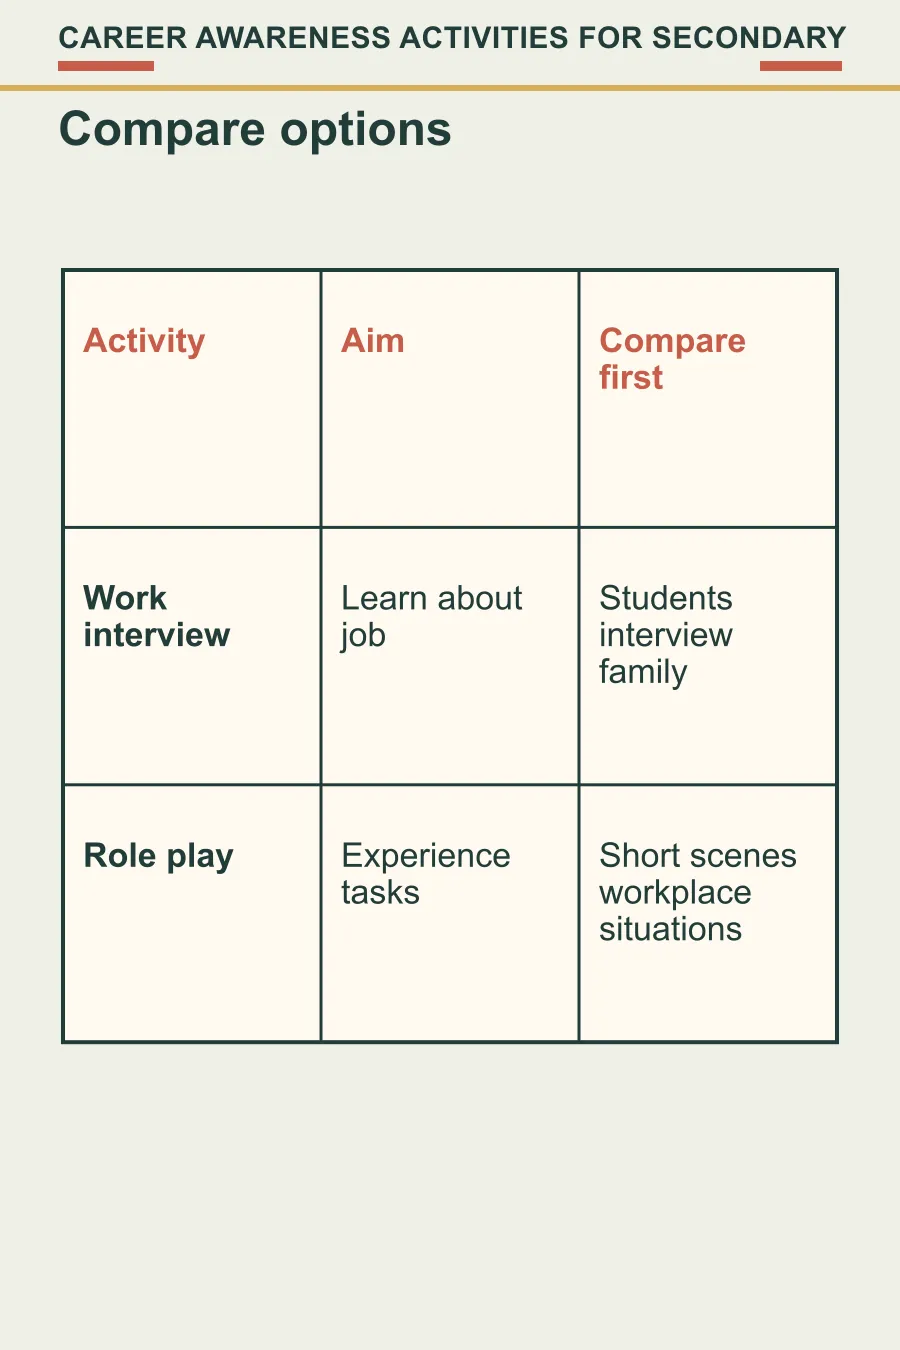 CAREER AWARENESS ACTIVITIES FOR SECONDARY
Compare options
Activity
Aim
Compare
first
Work
interview
Learn about
job
Students
interview
family
Role play
Experience
tasks
Short scenes
workplace
situations